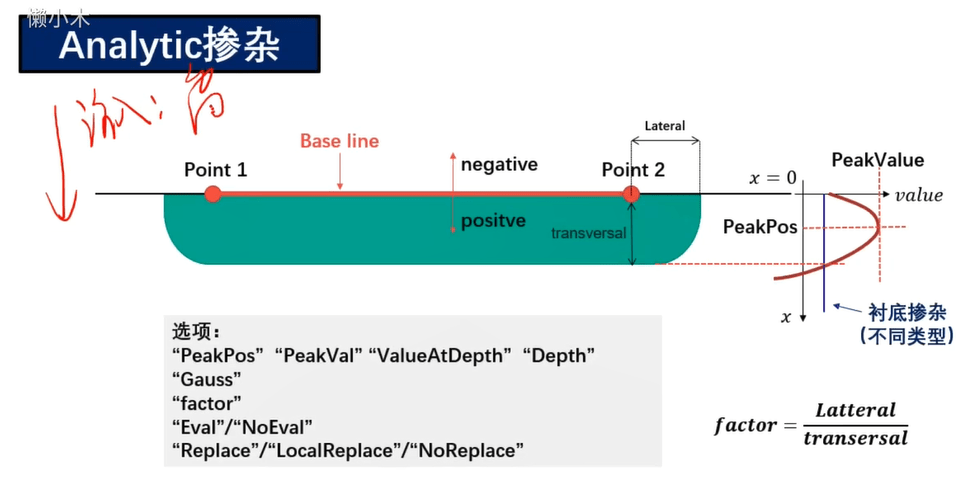 懒小木
Analytic掺杂
Lateral
Base line
Point 1
negative
Point 2
PeakValue
x = 0
value
positve
transversal
PeakPos
x
衬底掺杂
(不同类型)
选项：
“PeakPos” “PeakVal” “ValueAtDepth” “Depth”
“Gauss”
“factor”
“Eval”/“NoEval”
“Replace”/“LocalReplace”/“NoReplace”
factor = Latteral
transersal